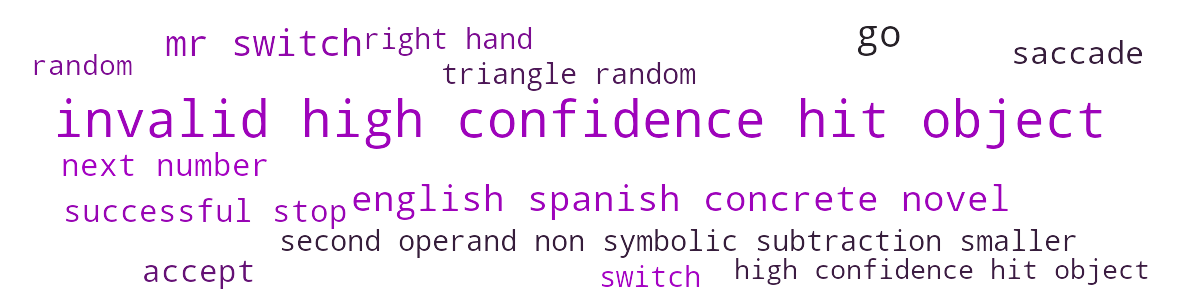 mr switch
right hand
go
saccade
random
triangle random
invalid high confidence hit object
next number
english spanish concrete novel
successful stop
second operand non symbolic subtraction smaller
accept
switch
high confidence hit object